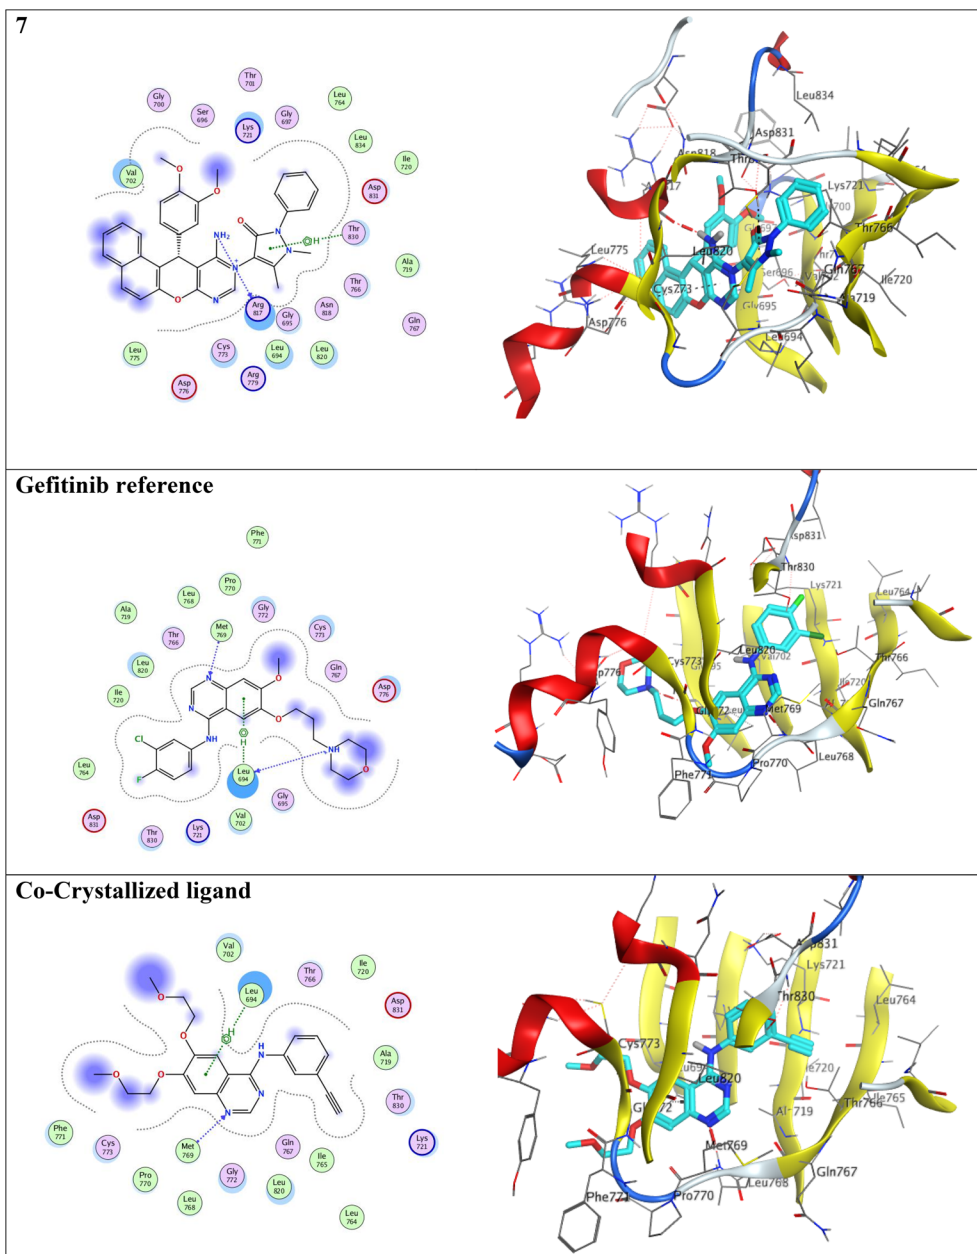 7
Thr
701
Gly
700
Ser
696
Lys
721
Gly
697
Leu
764
Leu
834
Ile
720
Asp
831
Val
702
Thr
830
Ala
719
Thr
766
Gln
767
Arg
817
Gly
695
Asn
818
Leu
775
Cys
773
Leu
694
Leu
820
Asp
776
Arg
779
O
O
O
N
NH₂
H
N
N
O
N
Leu834
Asp831
Asp818
Lys721
Thr766
Leu775
Leu820
Cys773
Ser696
Gln767
Ile720
Gly695
Asp776
Leu694
Gefitinib reference
Phe
771
Pro
770
Leu
768
Gly
772
Ala
719
Met
769
Cys
773
Thr
766
Leu
820
Gln
767
Asp
776
Ile
720
Leu
764
Leu
694
Gly
695
Val
702
Asp
831
Thr
830
Lys
721
N
O
N
O
NH
Cl
F
H
NH
O
Asp831
Thr830
Lys721
Leu764
Leu820
Val702
Cys773
Thr766
Ile720
Met769
Gln767
Leu768
Pro770
Phe771
Co-Crystallized ligand
Val
702
Thr
766
Ile
720
Leu
694
Asp
831
Ala
719
Thr
830
Lys
721
Phe
771
Cys
773
Met
769
Gln
767
Ile
765
Pro
770
Gly
772
Leu
820
Leu
768
Leu
764
O
O
H
NH
O
O
N
N
Asp831
Lys721
Thr830
Leu764
Cys773
Leu820
Ile765
Thr766
Met769
Gln767
Leu768
Pro770
Phe771